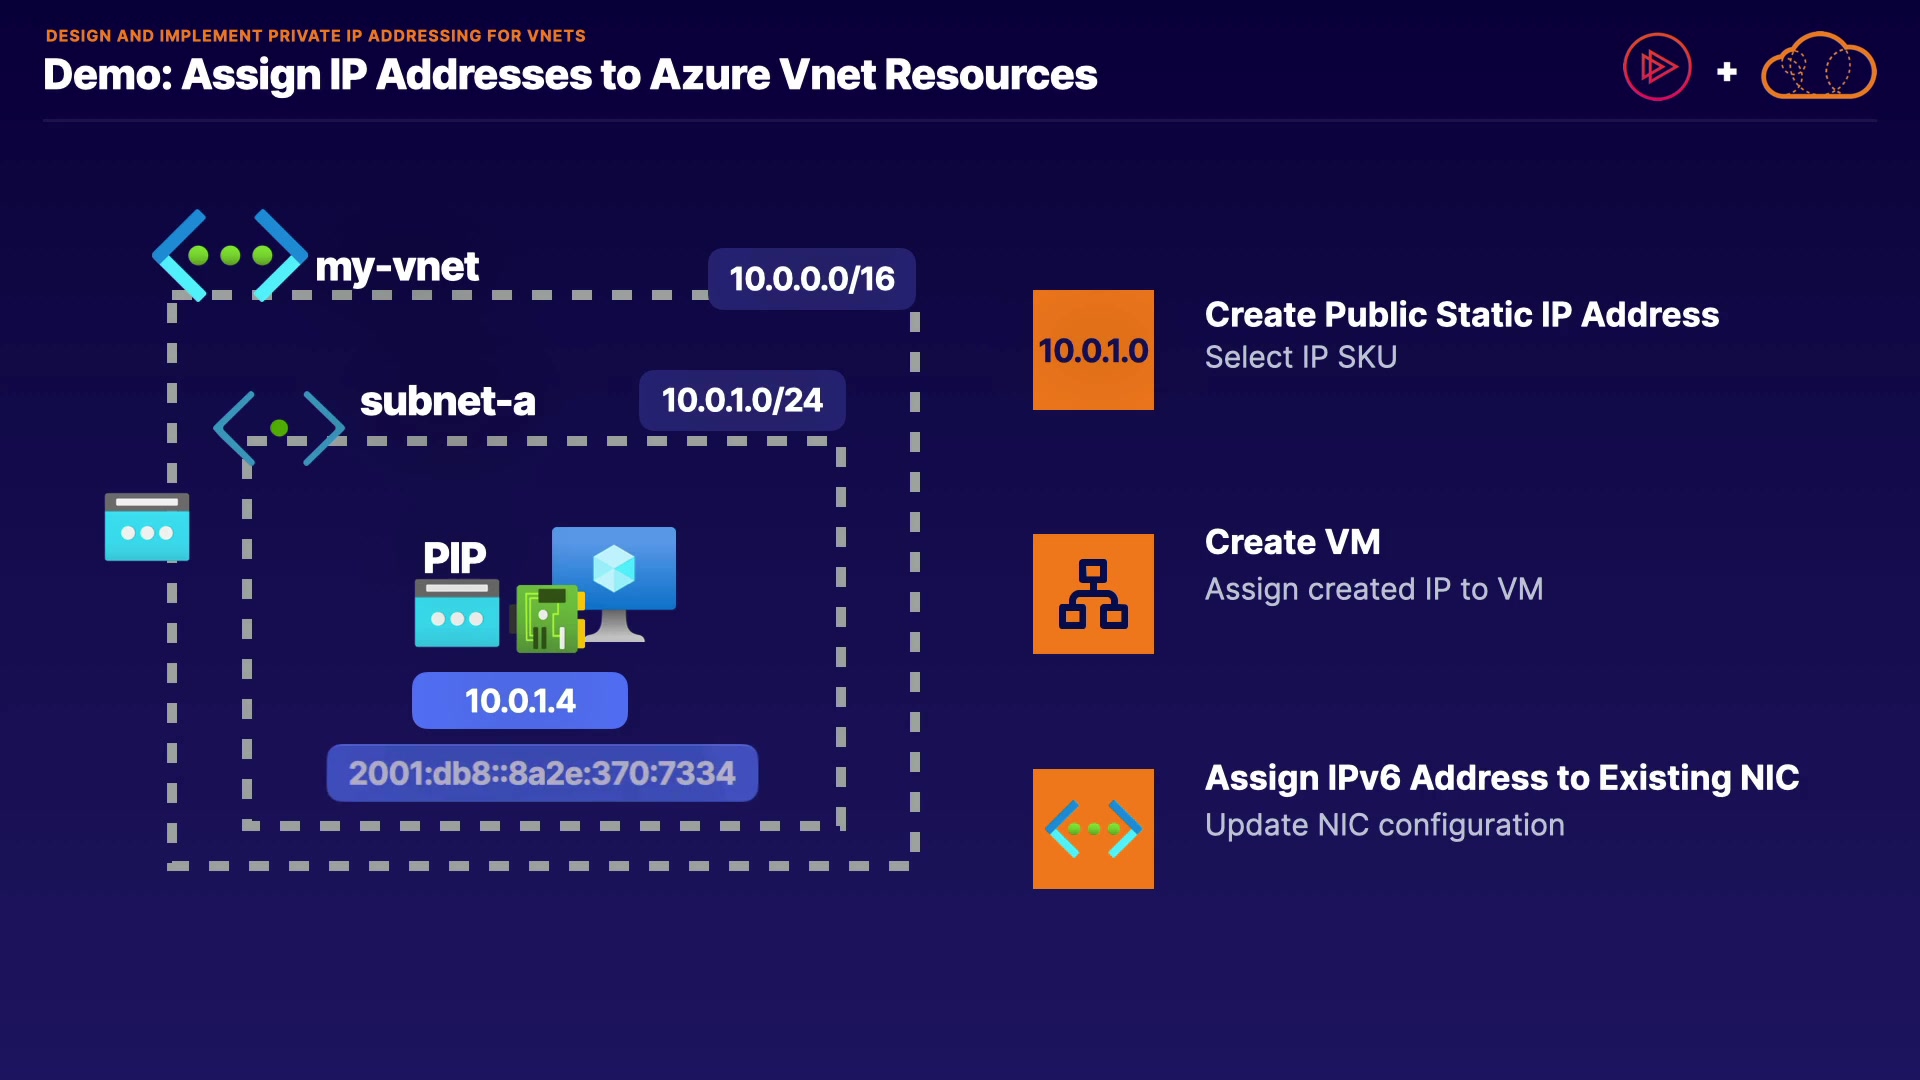 DESIGN AND IMPLEMENT PRIVATE IP ADDRESSING FOR VNETS
Demo: Assign IP Addresses to Azure Vnet Resources
+
my-vnet
10.0.0.0/16
subnet-a
10.0.1.0/24
PIP
10.0.1.4
2001:db8::8a2e:370:7334
10.0.1.0
Create Public Static IP Address
Select IP SKU
Create VM
Assign created IP to VM
Assign IPv6 Address to Existing NIC
Update NIC configuration